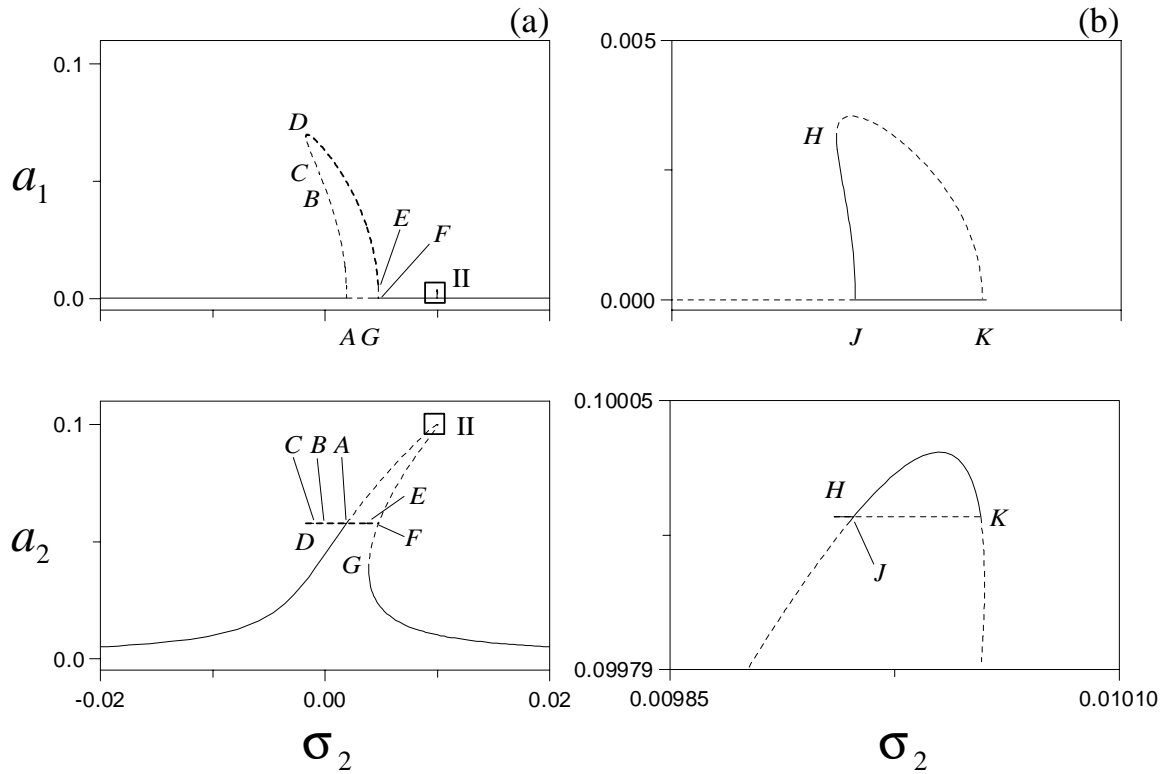 (a) (b)
0.1
0.0
a₁
D
C
B
E
F
II
A G
0.005
0.000
H
J K
0.1
0.0
a₂
C B A
II
D
E
F
G
-0.02 0.00 0.02
σ₂
0.10005
0.09979
H
K
J
0.00985 0.01010
σ₂